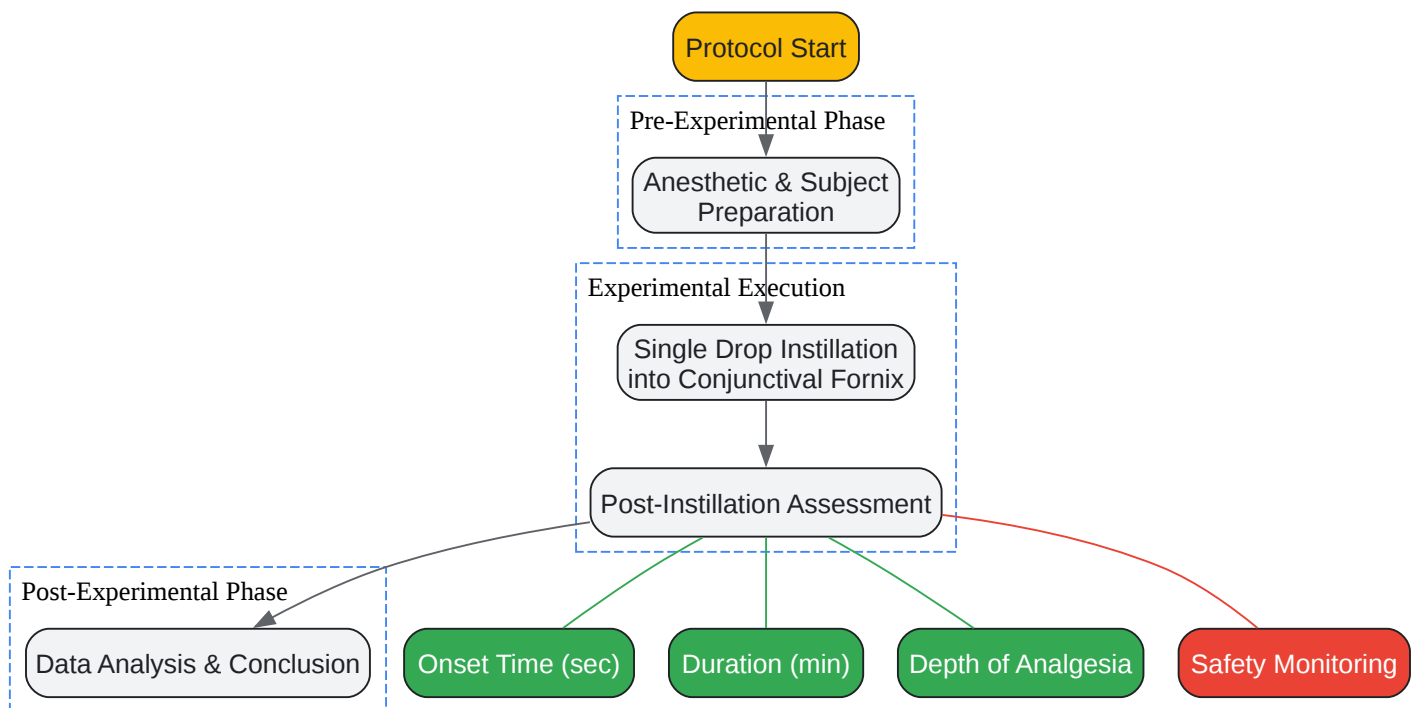 Protocol Start
Pre-Experimental Phase
Anesthetic & Subject
Preparation
Experimental Execution
Single Drop Instillation
into Conjunctival Fornix
Post-Instillation Assessment
Post-Experimental Phase
Data Analysis & Conclusion
Onset Time (sec)
Duration (min)
Depth of Analgesia
Safety Monitoring